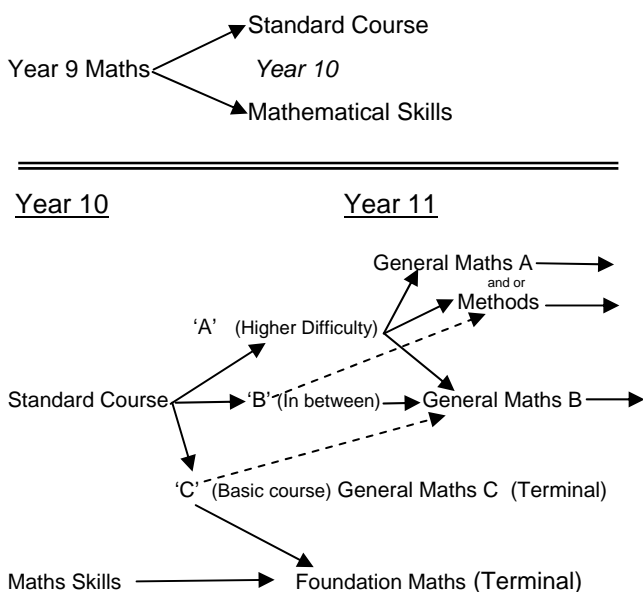 Standard Course
Year 9 Maths
Year 10
Mathematical Skills
Year 10 Year 11
General Maths A
and or
Methods
‘A’ (Higher Difficulty)
Standard Course ‘B’ (In between) General Maths B
‘C’ (Basic course) General Maths C (Terminal)
Maths Skills Foundation Maths (Terminal)